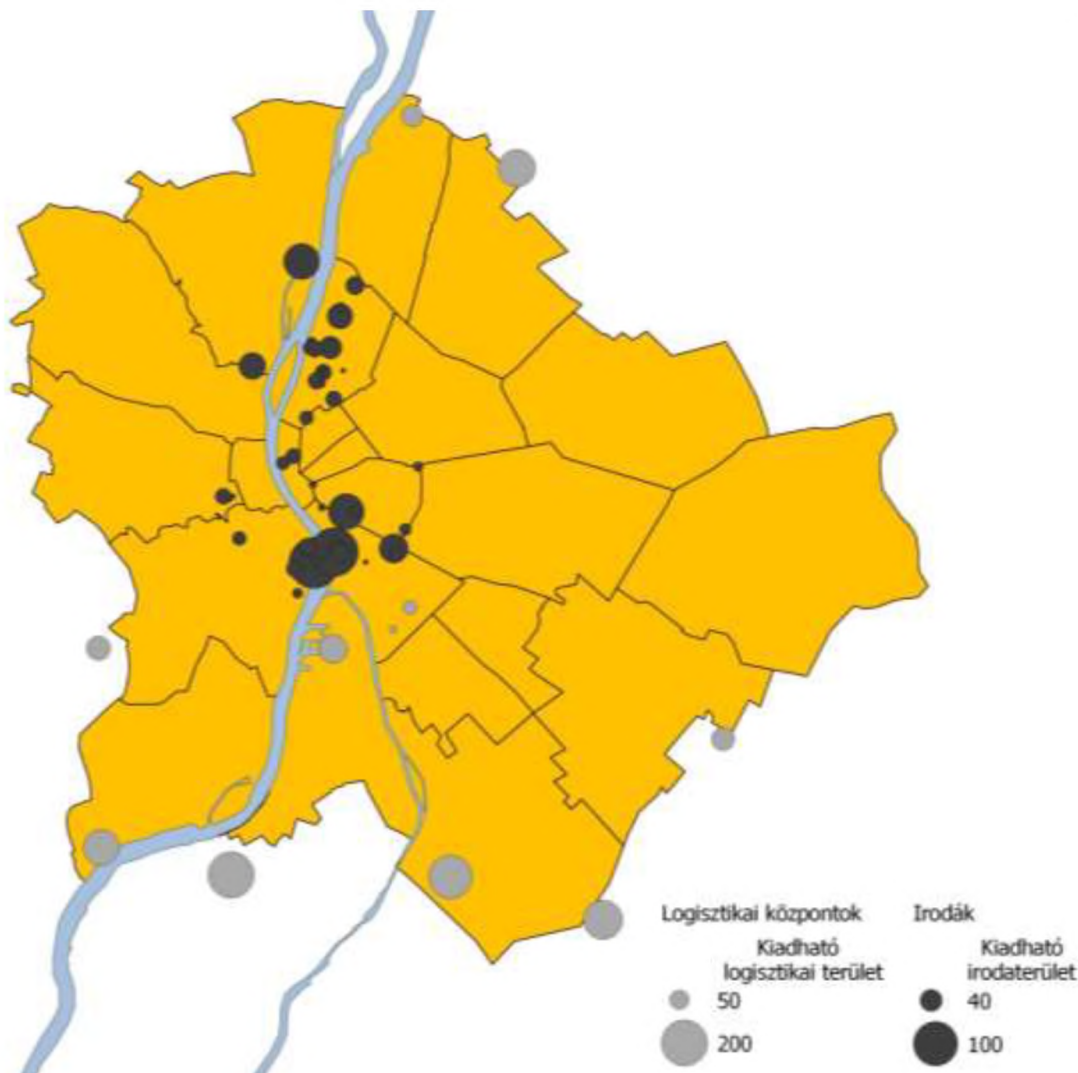 Logisztikai központok
Kiadható
logisztikai terület
50
200
Irodák
Kiadható
irodaterület
40
100